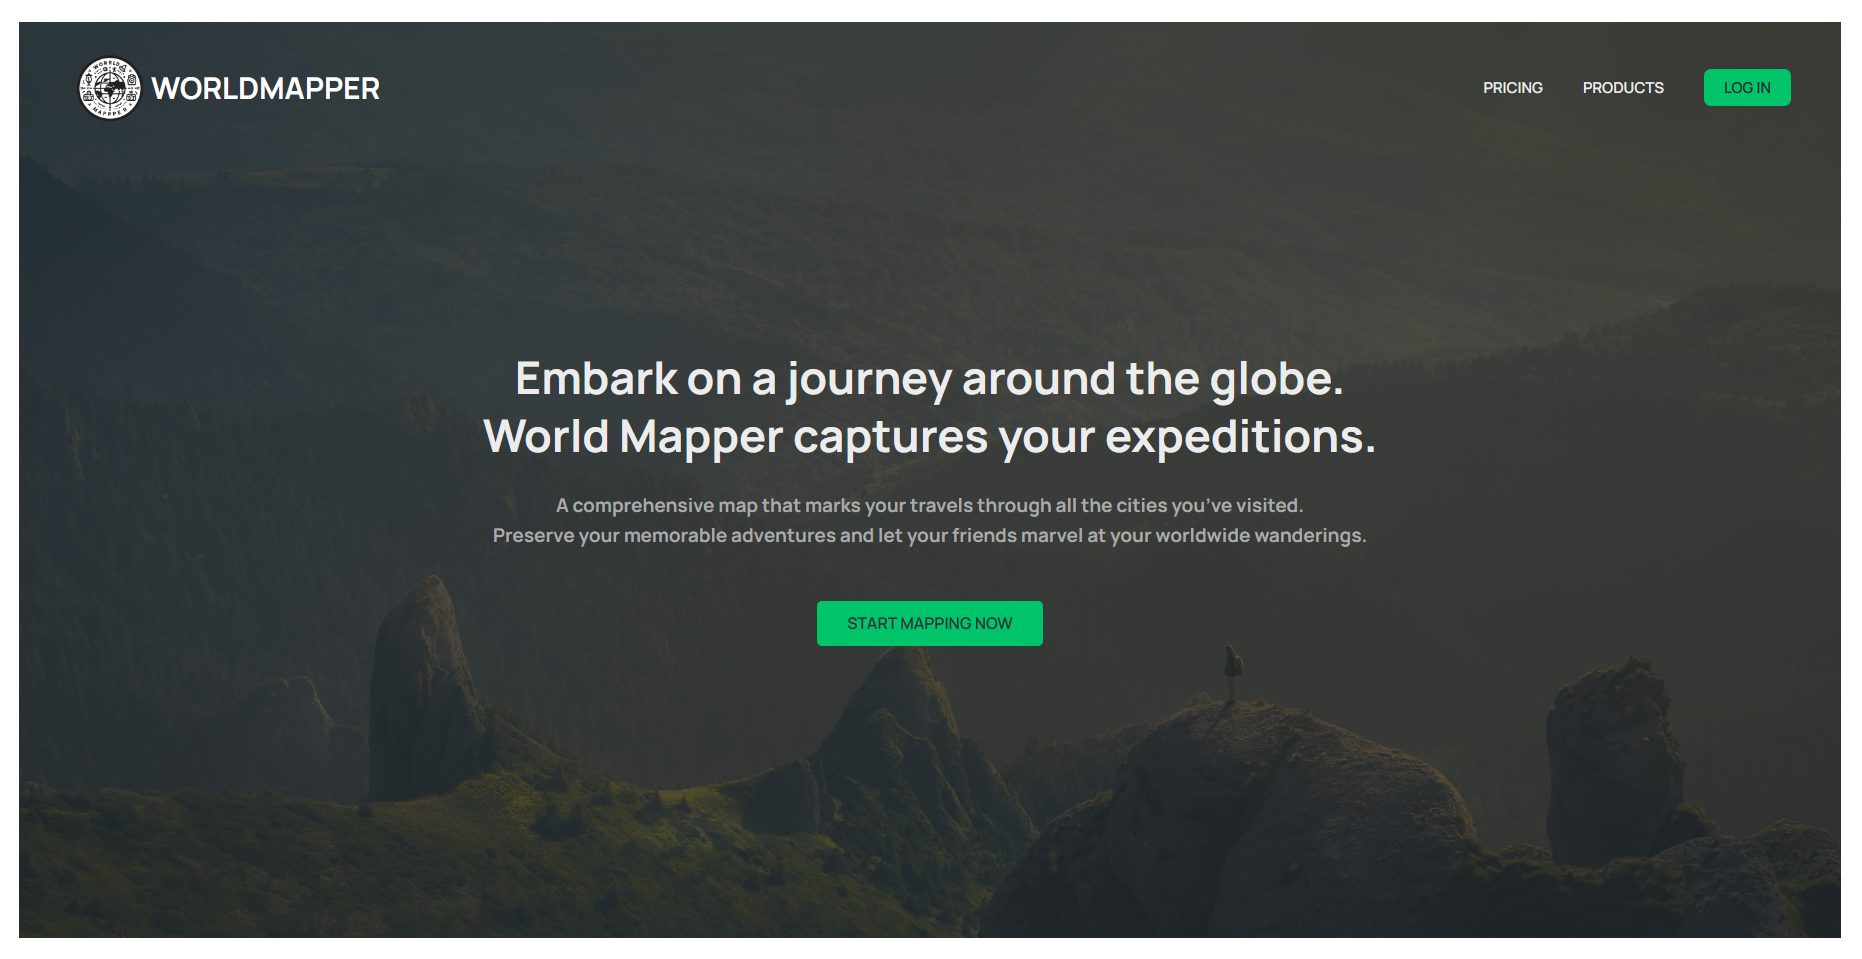 WORLDMAPPER
PRICING
PRODUCTS
LOG IN
Embark on a journey around the globe.
World Mapper captures your expeditions.
A comprehensive map that marks your travels through all the cities you've visited.
Preserve your memorable adventures and let your friends marvel at your worldwide wanderings.
START MAPPING NOW